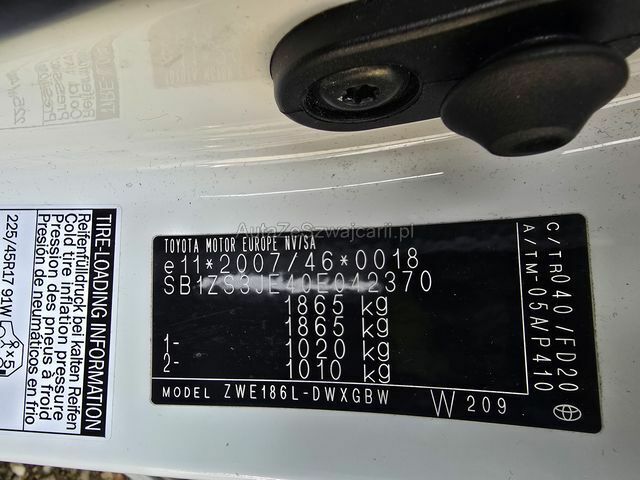 TOYOTA MOTOR EUROPE NV/SA
e11*2007/46*0018
SB1ZS3JE40E042370
1865 kg
1865 kg
1- 1020 kg
2- 1010 kg
MODEL ZWE186L-DWXGBW
W 209
C/TR 040 /FD20
A/TM -05A/P410
TIRE-LOADING INFORMATION
Reifenfülldruck bei kalten Reifen
Cold tire inflation pressure
Pression des pneus à froid
Presión de neumáticos en frio
225/45R17 91W
AutaZeSzwajcarii.pl